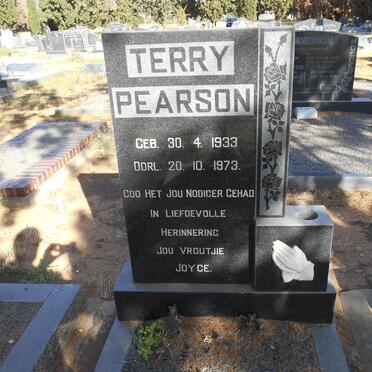 TERRY
PEARSON
GEB. 30. 4. 1933
OORL. 20. 10. 1973.
GOD HET JOU NODIGER GEHAD
IN LIEFDEVOLLE
HERINNERING
JOU VROUTJIE
JOYCE.